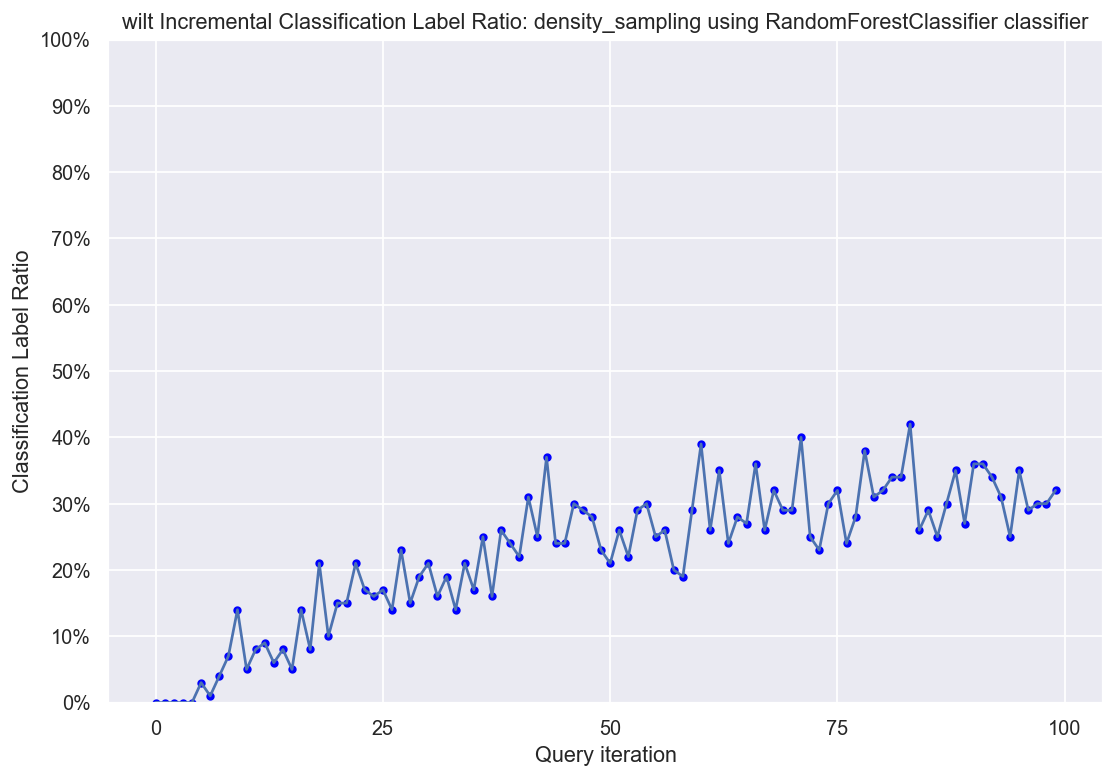 wilt Incremental Classification Label Ratio: density_sampling using RandomForestClassifier classifier
100%
90%
80%
70%
60%
50%
40%
30%
20%
10%
0%
Classification Label Ratio
0 25 50 75 100
Query iteration